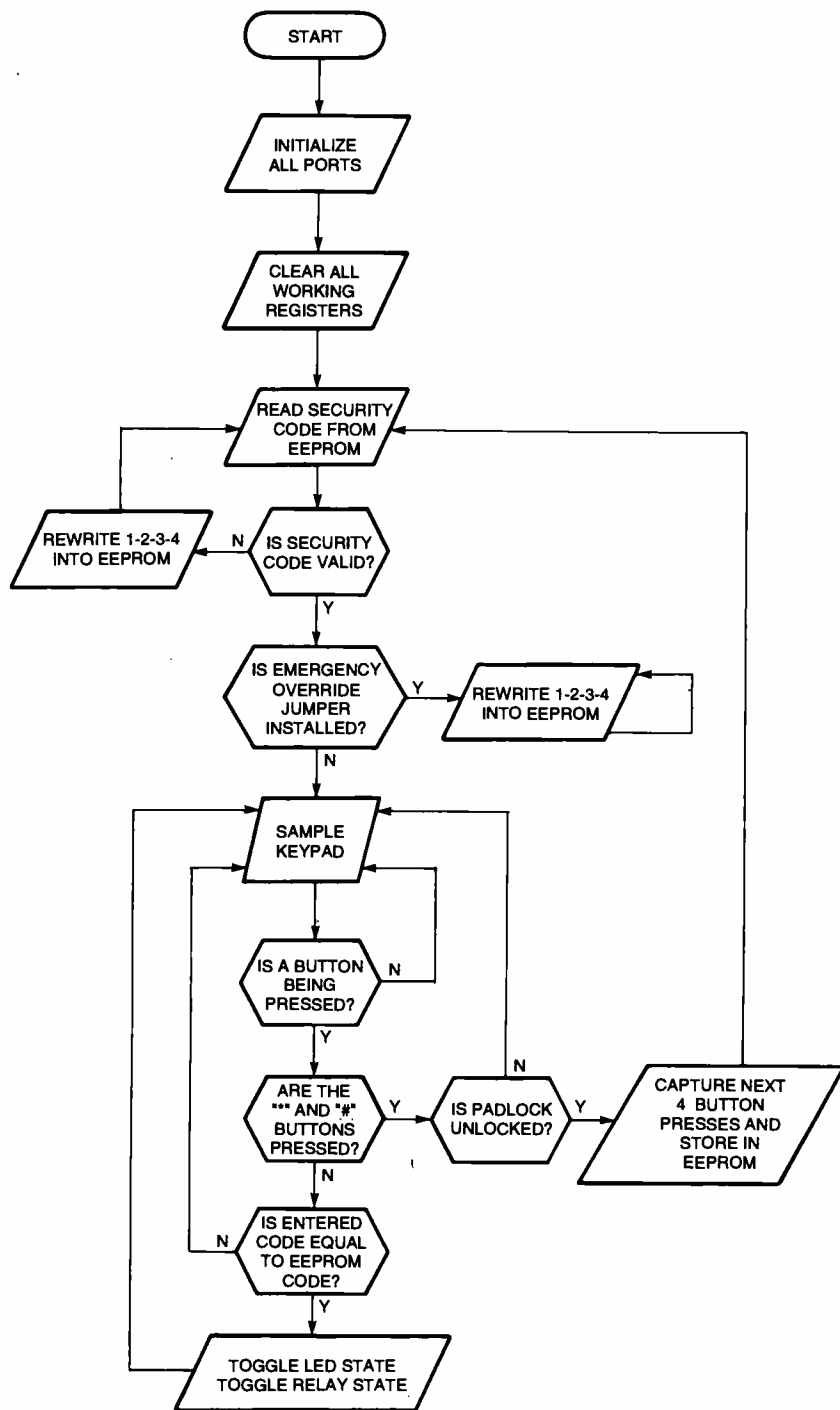 START
INITIALIZE
ALL PORTS
CLEAR ALL
WORKING
REGISTERS
READ SECURITY
CODE FROM
EEPROM
REWRITE 1-2-3-4
INTO EEPROM
N
IS SECURITY
CODE VALID?
Y
IS EMERGENCY
OVERRIDE
JUMPER
INSTALLED?
Y
REWRITE 1-2-3-4
INTO EEPROM
N
SAMPLE
KEYPAD
IS A BUTTON
BEING
PRESSED?
N
Y
ARE THE
"*" AND "#"
BUTTONS
PRESSED?
Y
N
IS PADLOCK
UNLOCKED?
Y
CAPTURE NEXT
4 BUTTON
PRESSES AND
STORE IN
EEPROM
N
IS ENTERED
CODE EQUAL
TO EEPROM
CODE?
N
Y
TOGGLE LED STATE
TOGGLE RELAY STATE